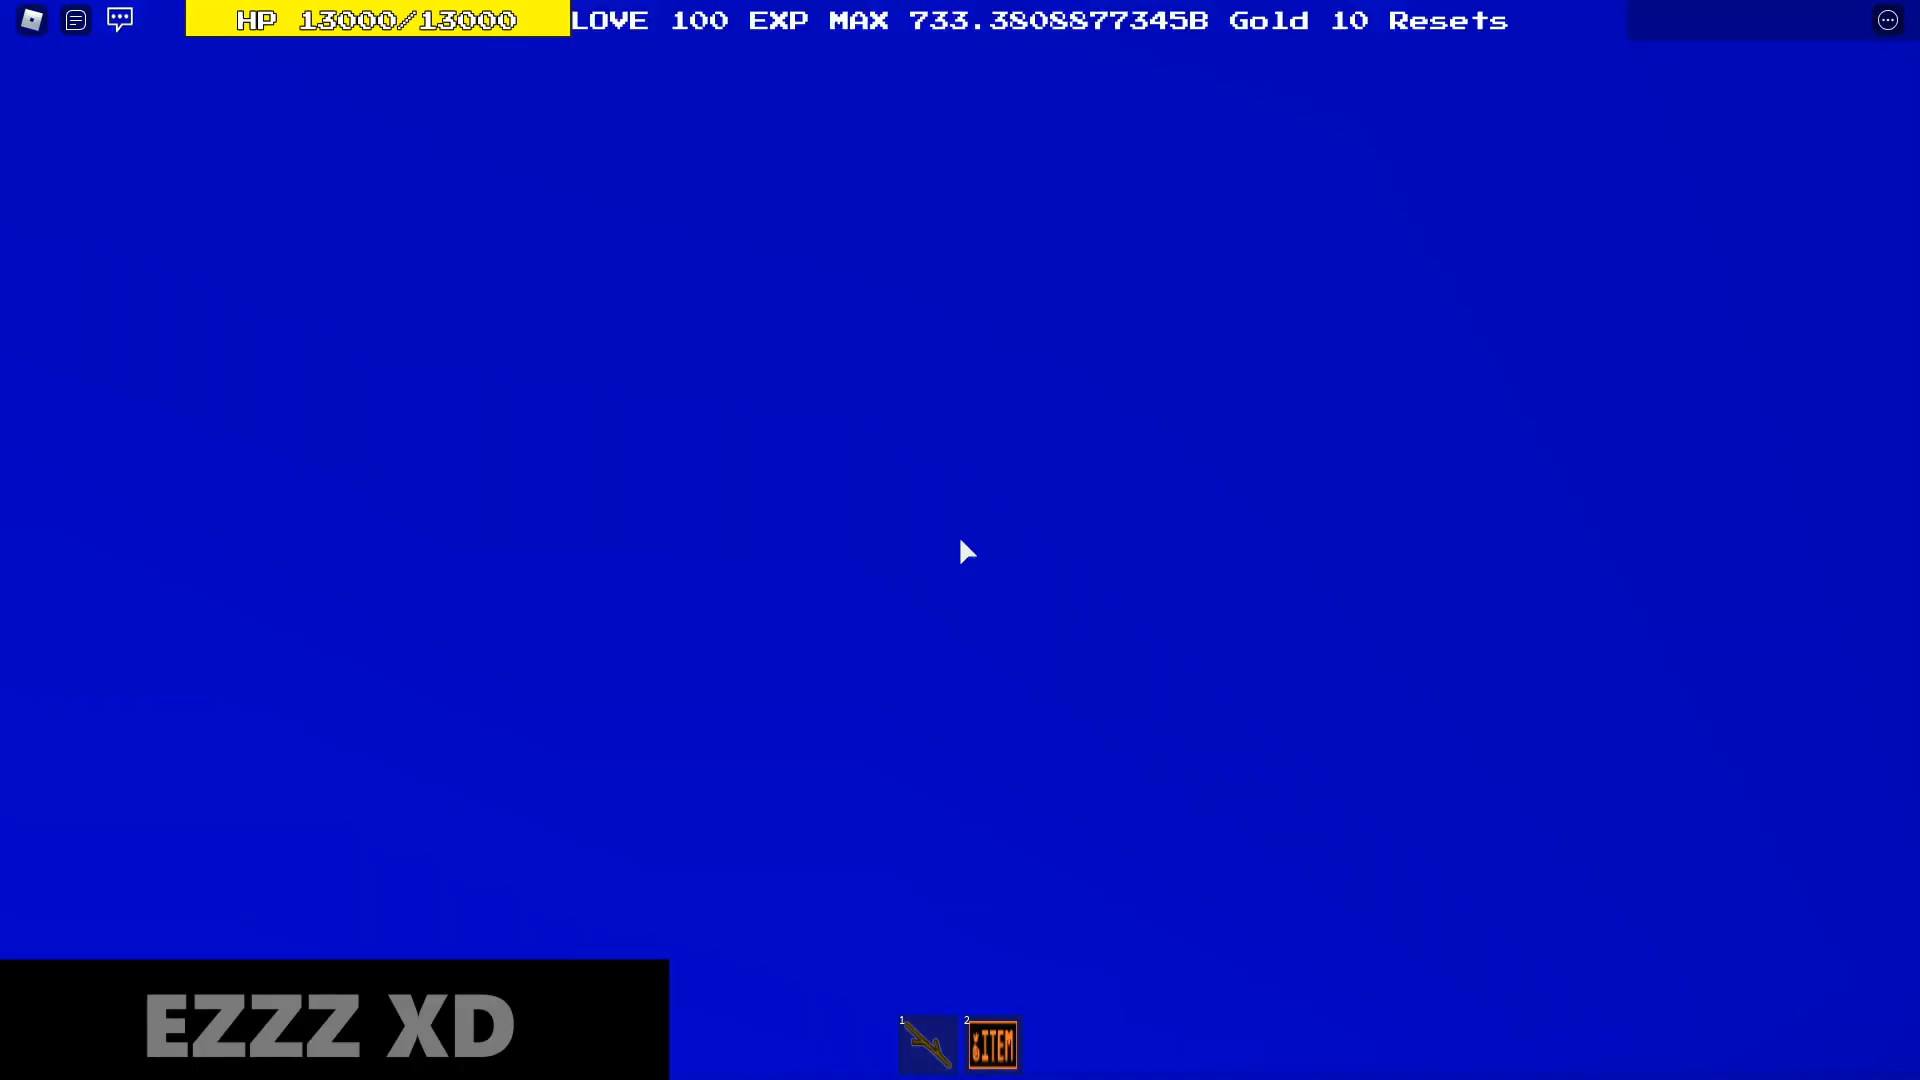 HP 13000/13000 LOVE 100 EXP MAX 733.3808877345B Gold 10 Resets
EZZZ XD
1 2
ITEM